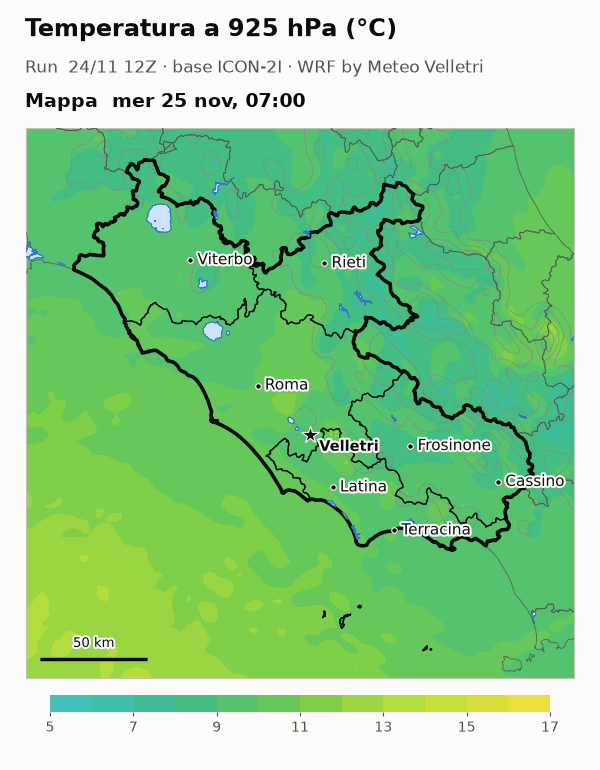 Temperatura a 925 hPa (°C)
Run  24/11 12Z · base ICON-2I · WRF by Meteo Velletri
Mappa  mer 25 nov, 07:00
Viterbo
Rieti
Roma
Velletri
Frosinone
Latina
Cassino
Terracina
50 km
5 7 9 11 13 15 17